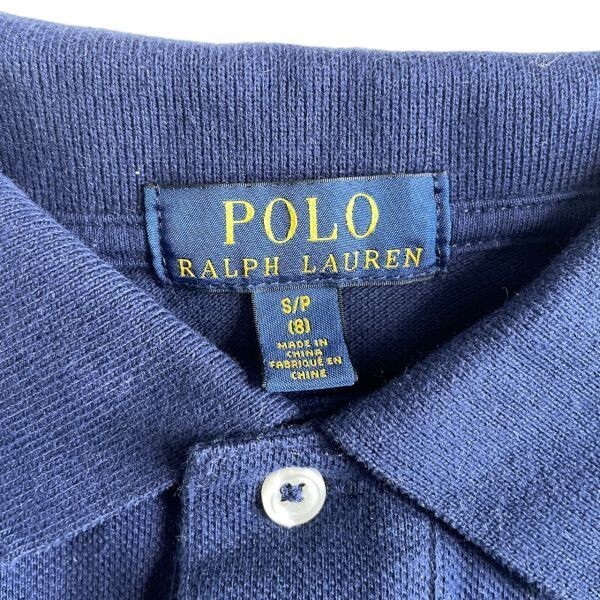 POLO
RALPH LAUREN
S/P
(8)
MADE IN
CHINA
FABRIQUÉ EN
CHINE